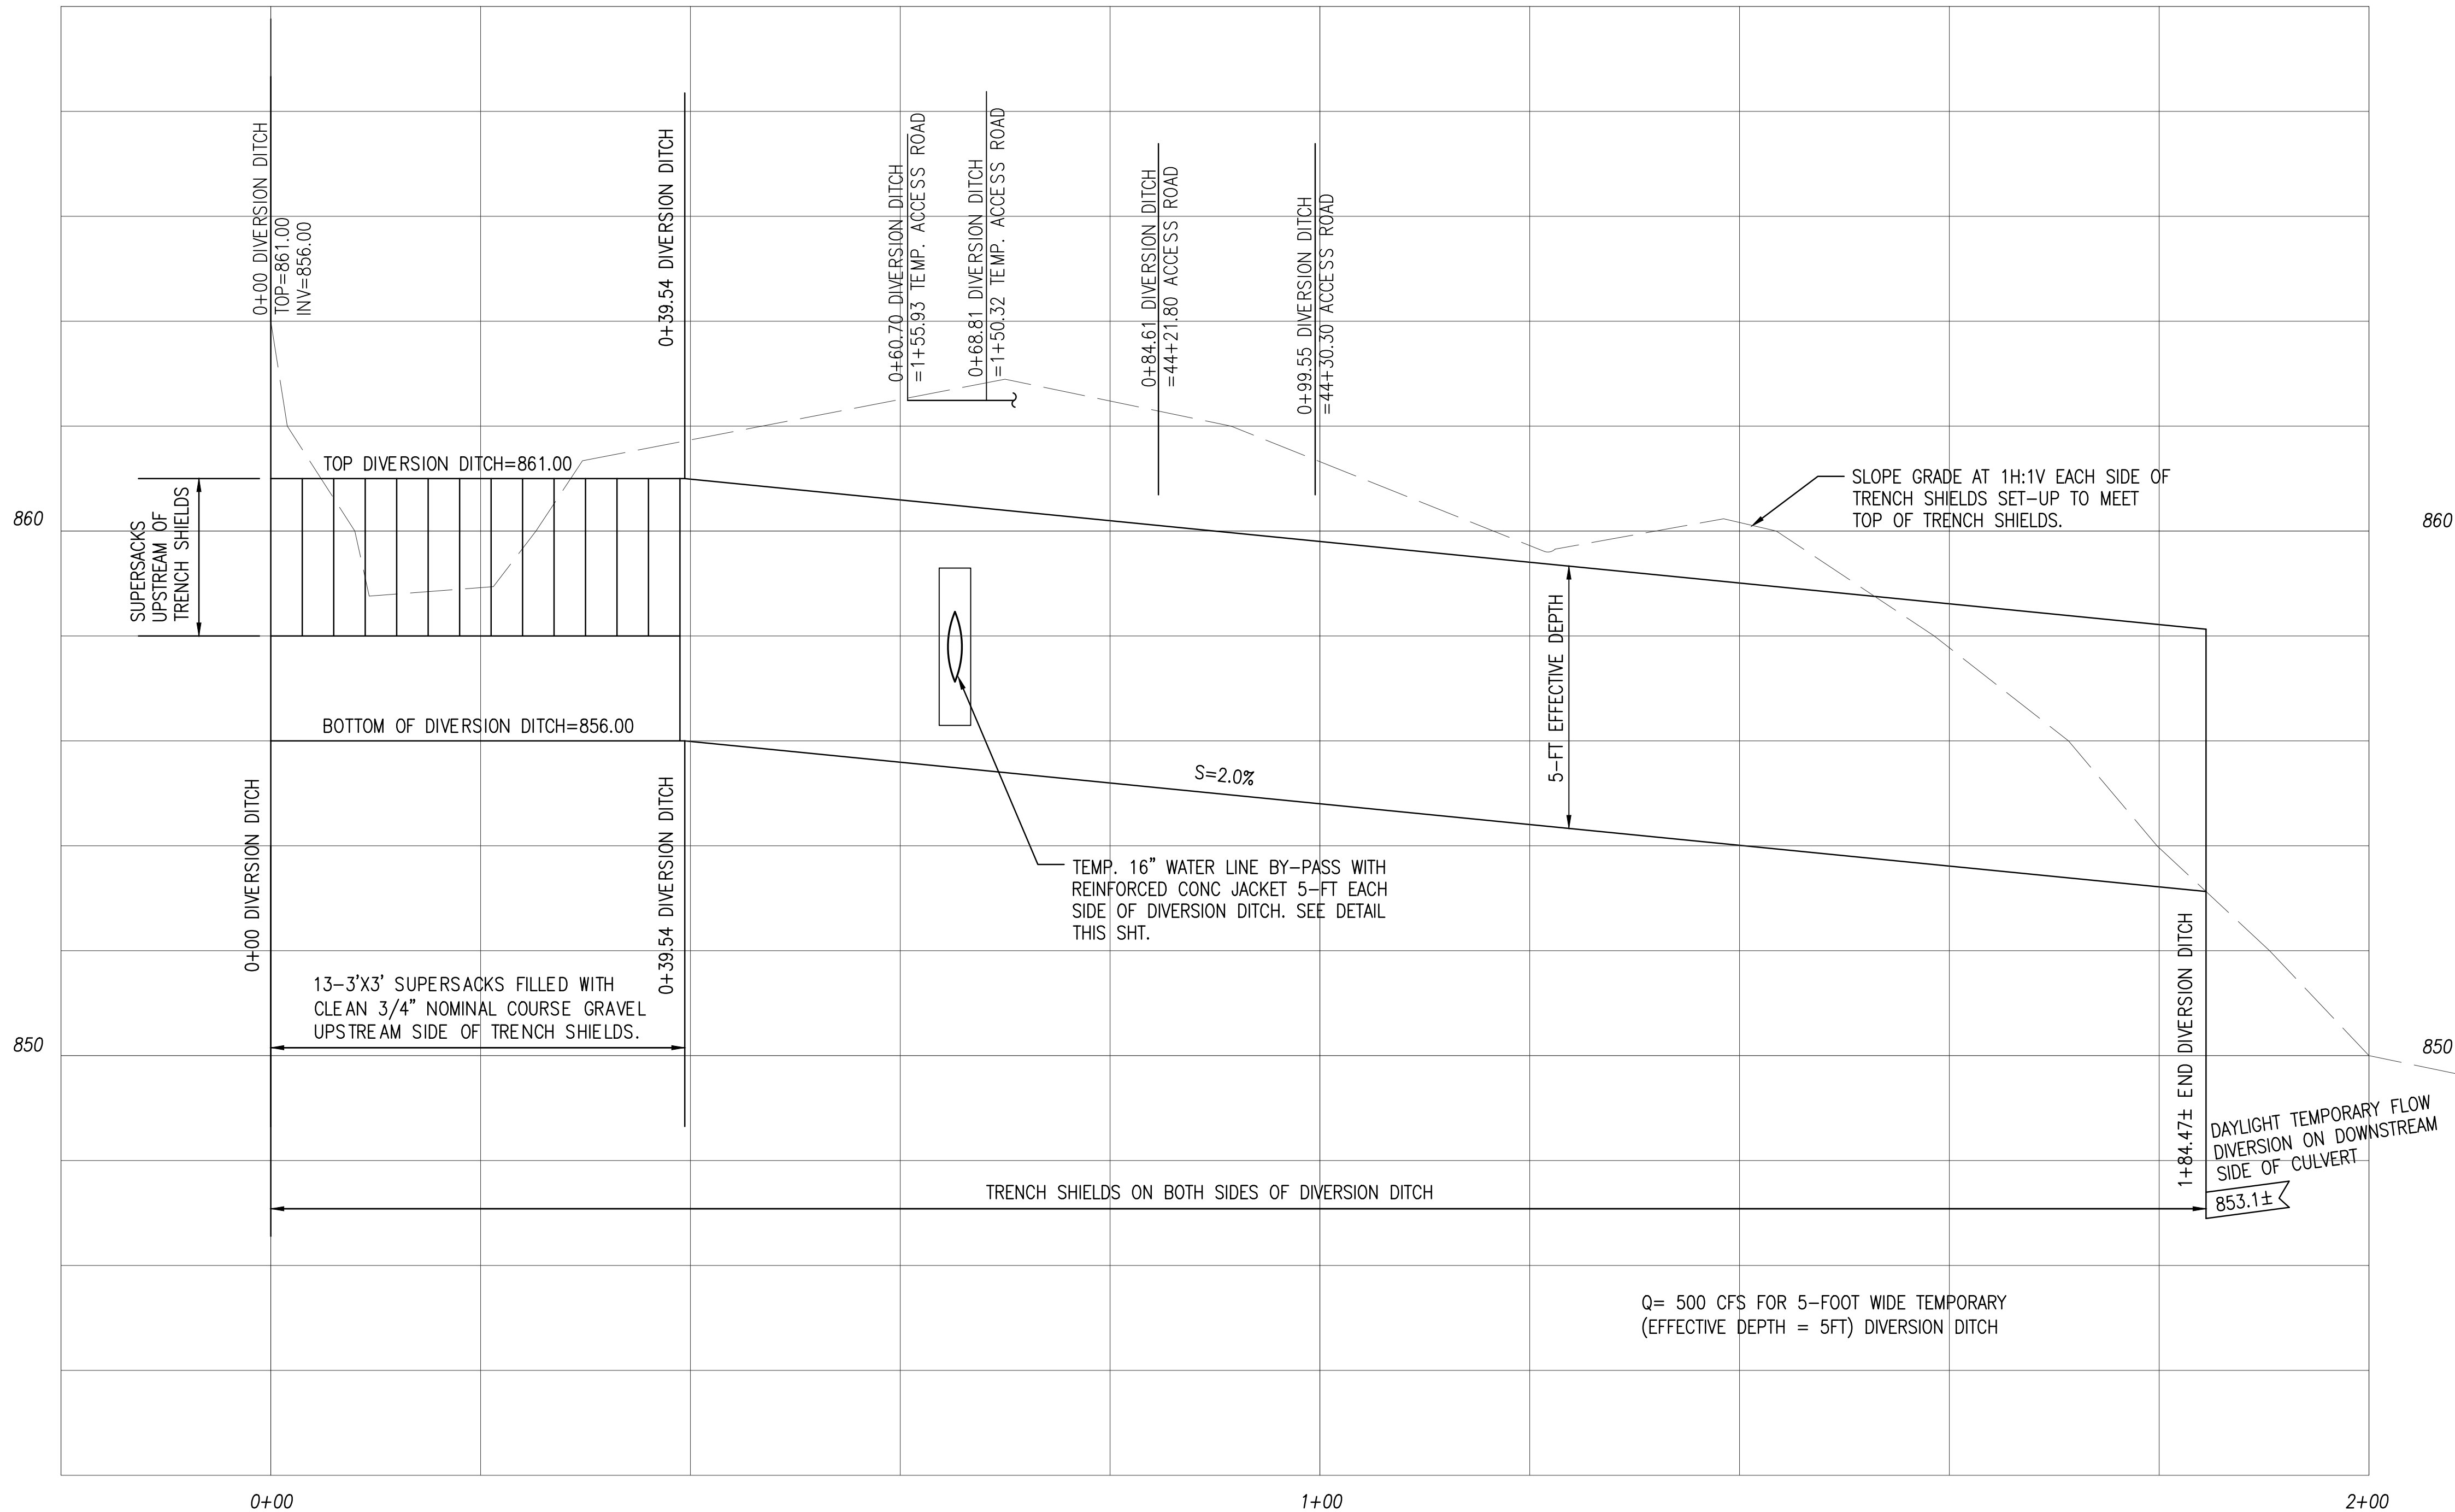 0+00 DIVERSION DITCH
TOP=861.00
INV=856.00
0+39.54 DIVERSION DITCH
0+60.70 DIVERSION DITCH
=1+55.93 TEMP. ACCESS ROAD
0+68.81 DIVERSION DITCH
=1+50.32 TEMP. ACCESS ROAD
0+84.61 DIVERSION DITCH
=44+21.80 ACCESS ROAD
0+99.55 DIVERSION DITCH
=44+30.30 ACCESS ROAD
TOP DIVERSION DITCH=861.00
SLOPE GRADE AT 1H:1V EACH SIDE OF
TRENCH SHIELDS SET-UP TO MEET
TOP OF TRENCH SHIELDS.
860
860
SUPERSACKS
UPSTREAM OF
TRENCH SHIELDS
5-FT EFFECTIVE DEPTH
BOTTOM OF DIVERSION DITCH=856.00
S=2.0%
0+00 DIVERSION DITCH
0+39.54 DIVERSION DITCH
TEMP. 16" WATER LINE BY-PASS WITH
REINFORCED CONC JACKET 5-FT EACH
SIDE OF DIVERSION DITCH. SEE DETAIL
THIS SHT.
13-3'X3' SUPERSACKS FILLED WITH
CLEAN 3/4" NOMINAL COURSE GRAVEL
UPSTREAM SIDE OF TRENCH SHIELDS.
850
850
1+84.47± END DIVERSION DITCH
DAYLIGHT TEMPORARY FLOW
DIVERSION ON DOWNSTREAM
SIDE OF CULVERT
853.1±
TRENCH SHIELDS ON BOTH SIDES OF DIVERSION DITCH
Q= 500 CFS FOR 5-FOOT WIDE TEMPORARY
(EFFECTIVE DEPTH = 5FT) DIVERSION DITCH
0+00
1+00
2+00